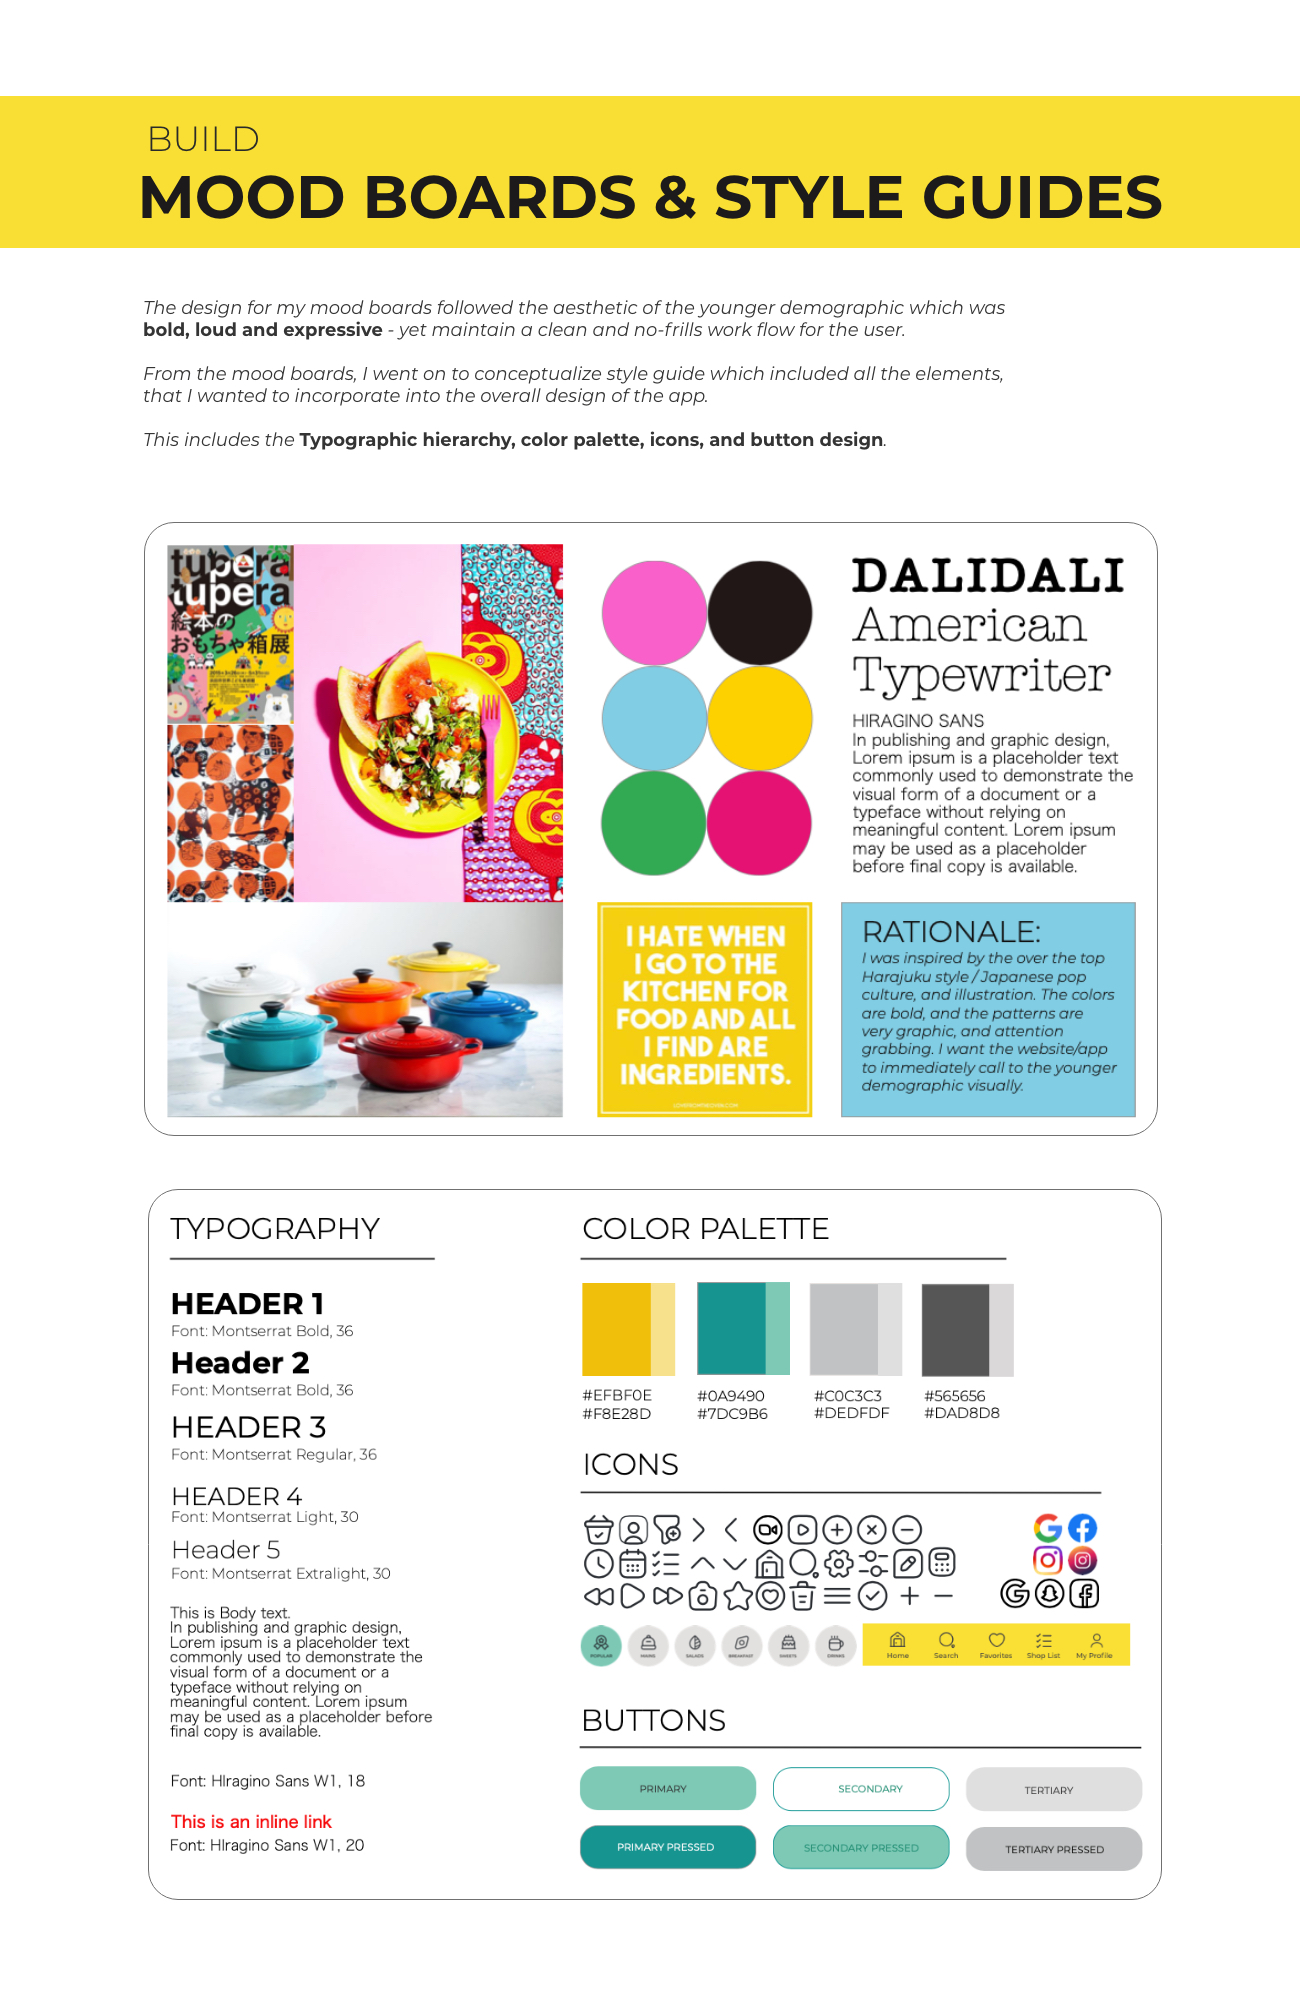 BUILD
MOOD BOARDS & STYLE GUIDES
The design for my mood boards followed the aesthetic of the younger demographic which was
bold, loud and expressive - yet maintain a clean and no-frills work flow for the user.
From the mood boards, I went on to conceptualize style guide which included all the elements,
that I wanted to incorporate into the overall design of the app.
This includes the Typographic hierarchy, color palette, icons, and button design.
tupera
tupera
絵本の
おもちゃ箱展
DALIDALI
American
Typewriter
HIRAGINO SANS
In publishing and graphic design,
Lorem ipsum is a placeholder text
commonly used to demonstrate the
visual form of a document or a
typeface without relying on
meaningful content. Lorem ipsum
may be used as a placeholder
before final copy is available.
I HATE WHEN
I GO TO THE
KITCHEN FOR
FOOD AND ALL
I FIND ARE
INGREDIENTS.
RATIONALE:
I was inspired by the over the top
Harajuku style / Japanese pop
culture, and illustration. The colors
are bold, and the patterns are
very graphic, and attention
grabbing. I want the website/app
to immediately call to the younger
demographic visually.
TYPOGRAPHY
HEADER 1
Font: Montserrat Bold, 36
Header 2
Font: Montserrat Bold, 36
HEADER 3
Font: Montserrat Regular, 36
HEADER 4
Font: Montserrat Light, 30
Header 5
Font: Montserrat Extralight, 30
This is Body text.
In publishing and graphic design,
Lorem ipsum is a placeholder text
commonly used to demonstrate the
visual form of a document or a
typeface without relying on
meaningful content. Lorem ipsum
may be used as a placeholder before
final copy is available.
Font: HIragino Sans W1, 18
This is an inline link
Font: HIragino Sans W1, 20
COLOR PALETTE
#EFBF0E #0A9490 #C0C3C3 #565656
#F8E28D #7DC9B6 #DEDFDF #DAD8D8
ICONS
POPULAR MAINS SALADS BREAKFAST SWEETS DRINKS
Home Search Favorites Shop List My Profile
BUTTONS
PRIMARY SECONDARY TERTIARY
PRIMARY PRESSED SECONDARY PRESSED TERTIARY PRESSED